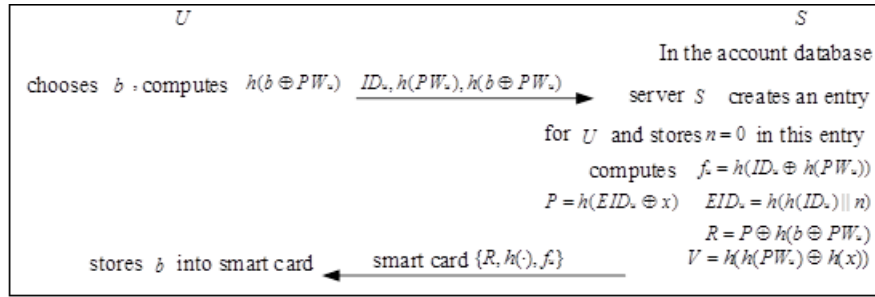 U S
In the account database
chooses b , computes h(b ⊕ PWᵤ) IDᵤ, h(PWᵤ), h(b ⊕ PWᵤ)
server S creates an entry
for U and stores n = 0 in this entry
computes fᵤ = h(IDᵤ ⊕ h(PWᵤ))
P = h(EIDᵤ ⊕ x) EIDᵤ = h(h(IDᵤ) || n)
R = P ⊕ h(b ⊕ PWᵤ)
stores b into smart card smart card {R, h(·), fᵤ} V = h(h(PWᵤ) ⊕ h(x))